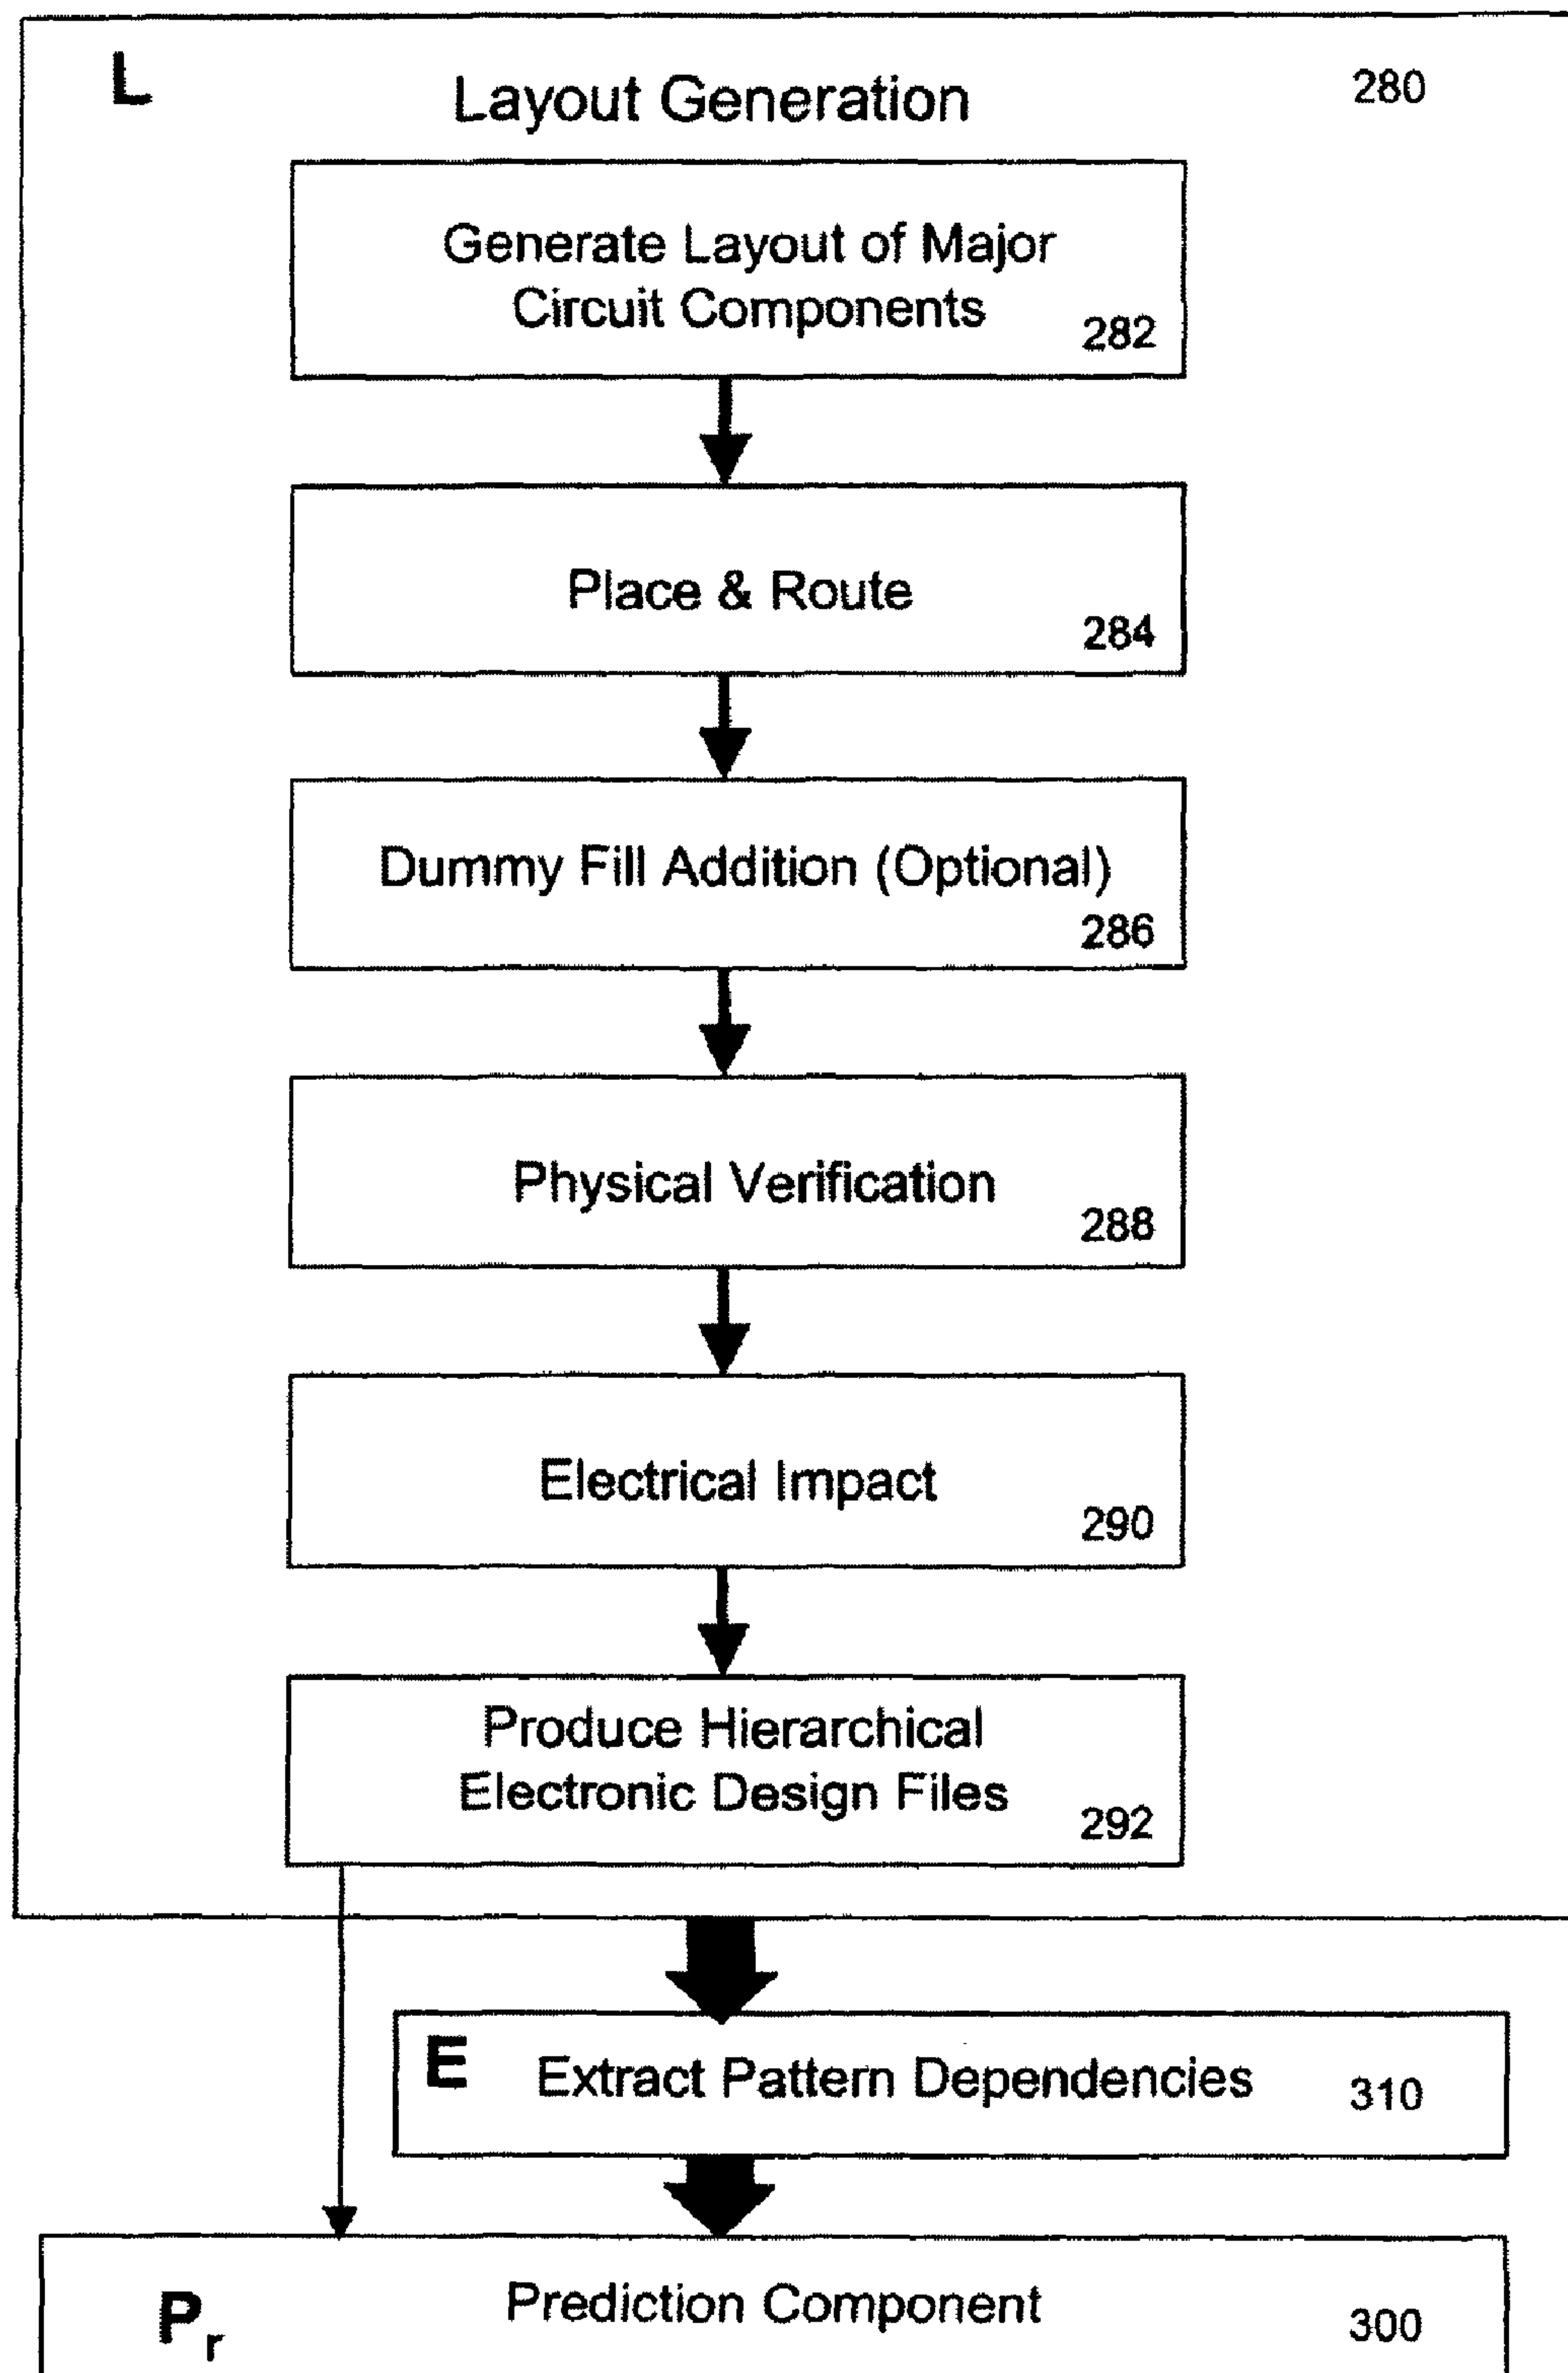 L Layout Generation 280
Generate Layout of Major
Circuit Components 282
Place & Route
284
Dummy Fill Addition (Optional)
286
Physical Verification
288
Electrical Impact
290
Produce Hierarchical
Electronic Design Files
292
E Extract Pattern Dependencies 310
Pr Prediction Component 300